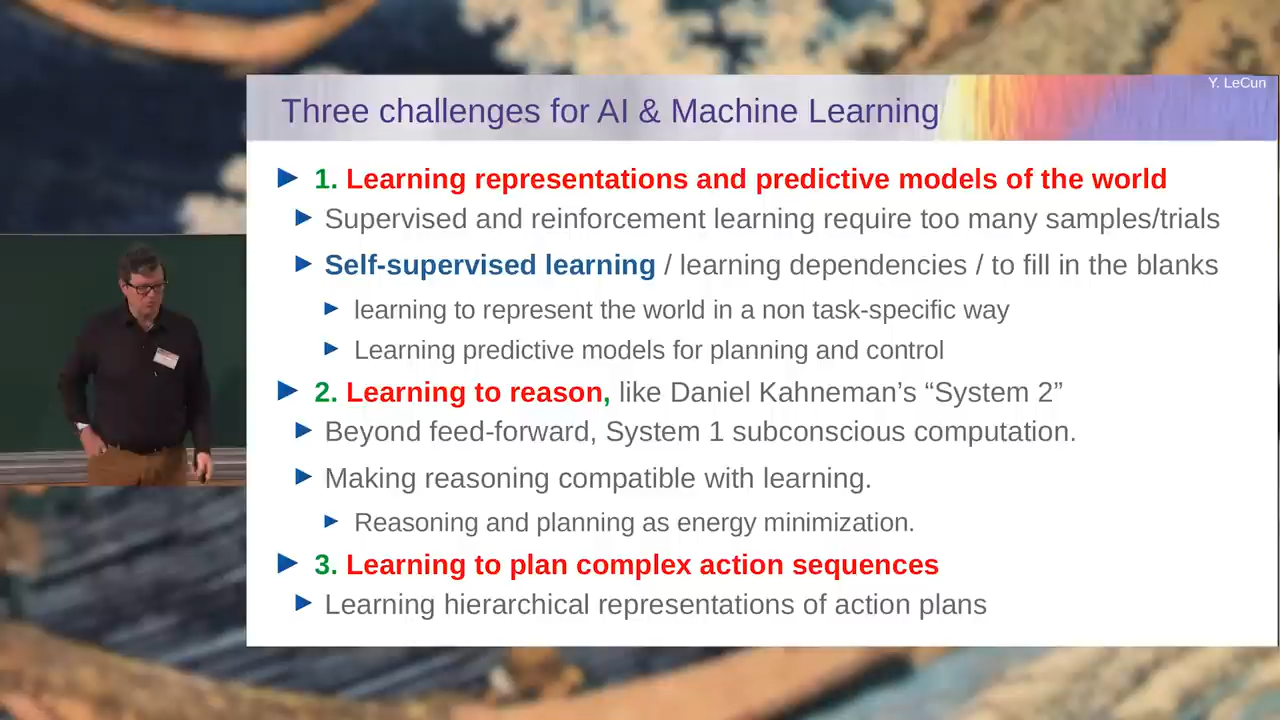 Y. LeCun
Three challenges for AI & Machine Learning
1. Learning representations and predictive models of the world
Supervised and reinforcement learning require too many samples/trials
Self-supervised learning / learning dependencies / to fill in the blanks
learning to represent the world in a non task-specific way
Learning predictive models for planning and control
2. Learning to reason, like Daniel Kahneman’s “System 2”
Beyond feed-forward, System 1 subconscious computation.
Making reasoning compatible with learning.
Reasoning and planning as energy minimization.
3. Learning to plan complex action sequences
Learning hierarchical representations of action plans